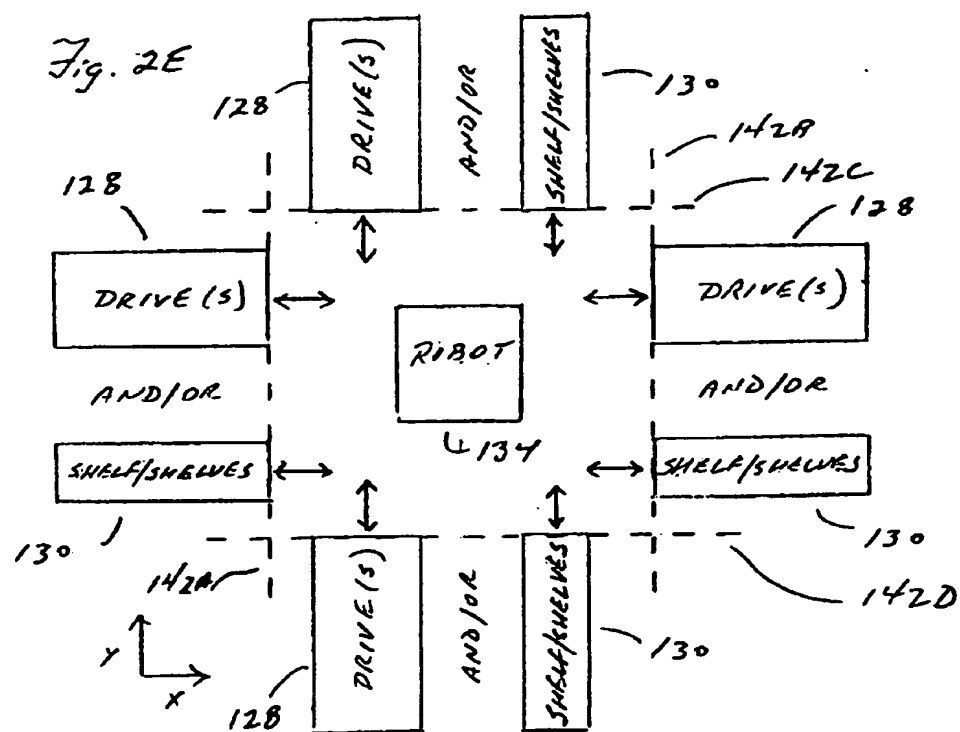 Fig. 2E
128
DRIVE(S)
AND/OR
SHELF/SHELVES
130
142B
142C
128
DRIVE(S)
AND/OR
SHELF/SHELVES
130
ROBOT
134
128
DRIVE(S)
AND/OR
SHELF/SHELVES
130
142A
142D
128
DRIVE(S)
AND/OR
SHELF/SHELVES
130
Y
X